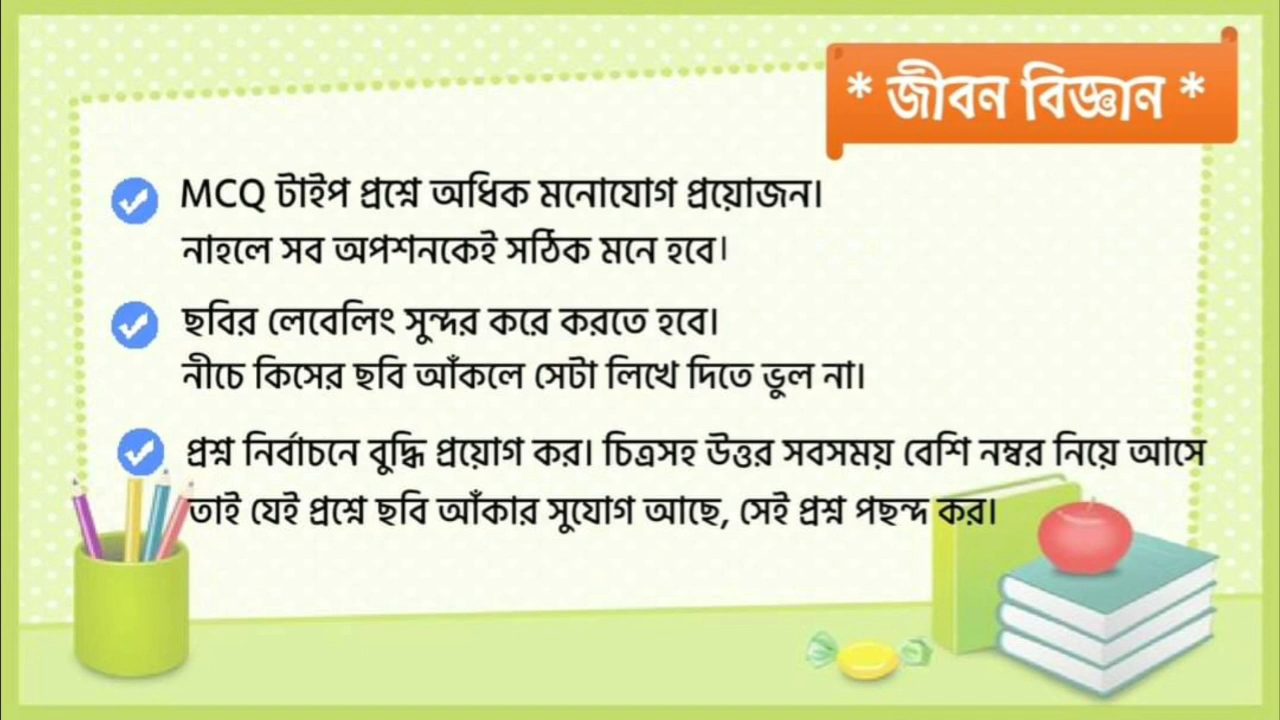 * জীবন বিজ্ঞান *
MCQ টাইপ প্রশ্নে অধিক মনোযোগ প্রয়োজন।
নাহলে সব অপশনকেই সঠিক মনে হবে।
ছবির লেবেলিং সুন্দর করে করতে হবে।
নীচে কিসের ছবি আঁকলে সেটা লিখে দিতে ভুল না।
প্রশ্ন নির্বাচনে বুদ্ধি প্রয়োগ কর। চিত্রসহ উত্তর সবসময় বেশি নম্বর নিয়ে আসে
তাই যেই প্রশ্নে ছবি আঁকার সুযোগ আছে, সেই প্রশ্ন পছন্দ কর।